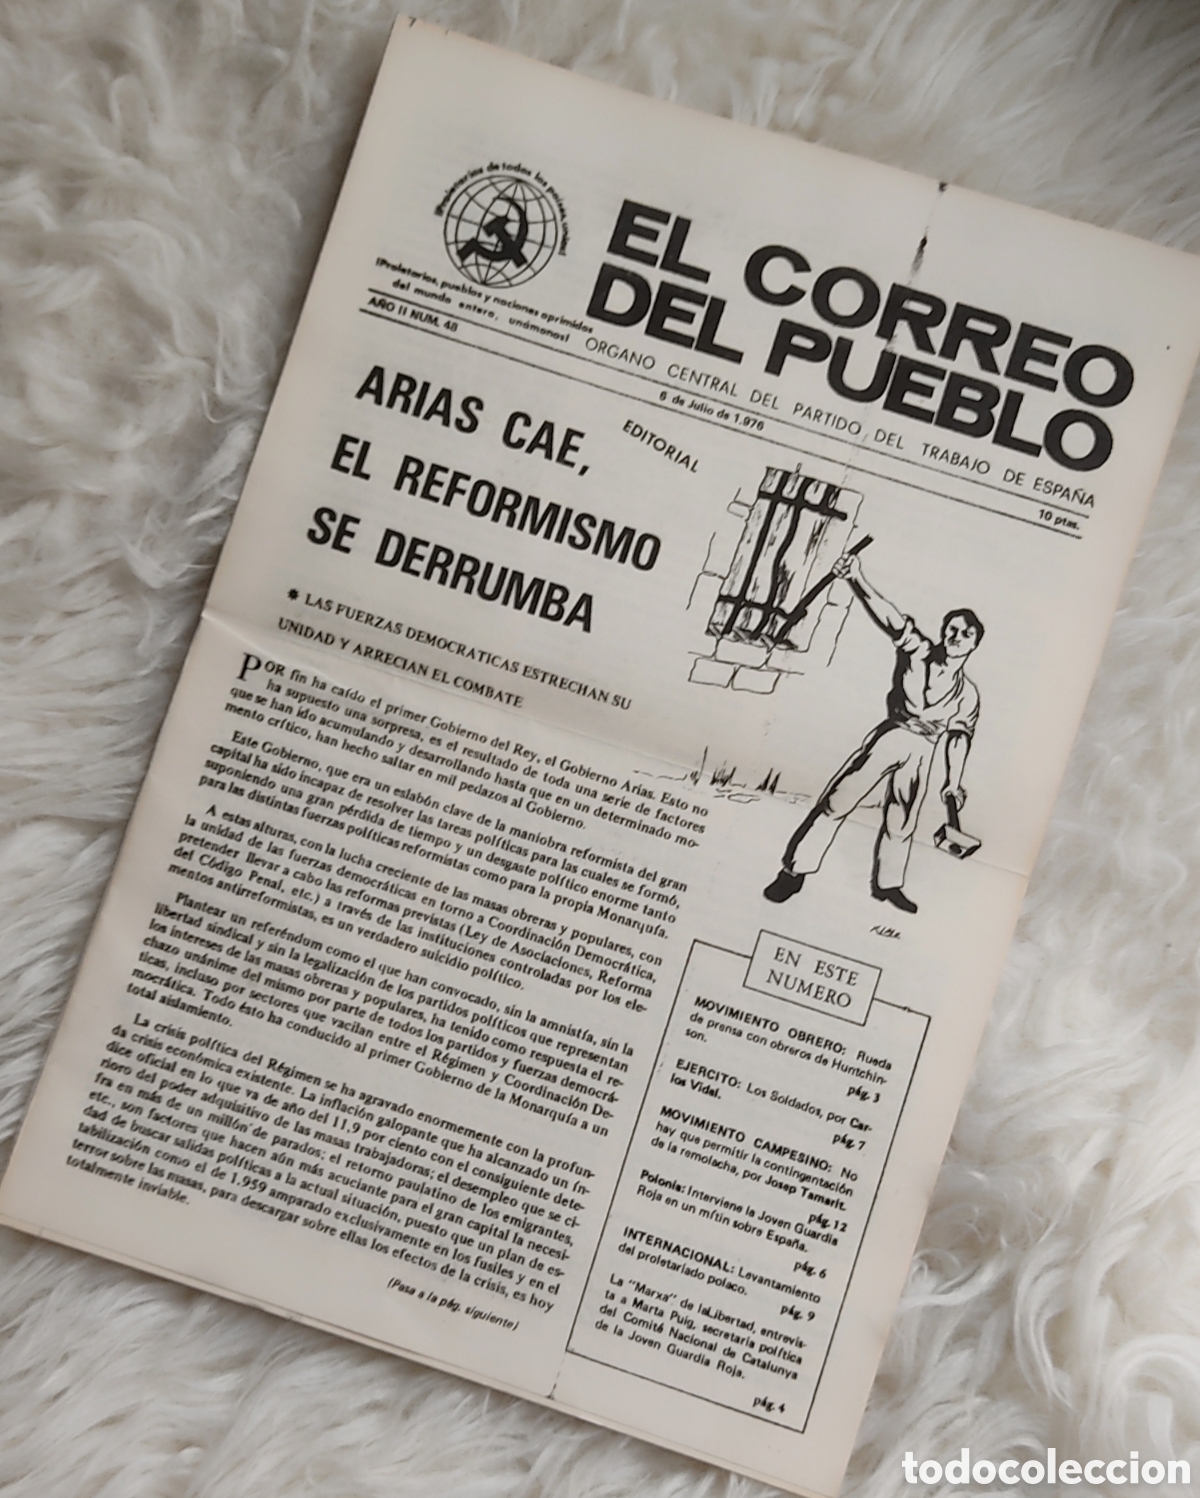 ¡Proletarios de todos los países, uníos!
¡Proletarios, pueblos y naciones oprimidos
del mundo entero, unámonos!
EL CORREO
DEL PUEBLO
AÑO II NUM. 48
ORGANO CENTRAL DEL PARTIDO DEL TRABAJO DE ESPAÑA
6 de Julio de 1.976
10 ptas.
EDITORIAL
ARIAS CAE,
EL REFORMISMO
SE DERRUMBA
* LAS FUERZAS DEMOCRATICAS ESTRECHAN SU
UNIDAD Y ARRECIAN EL COMBATE
POR fin ha caído el primer Gobierno del Rey, el Gobierno Arias. Esto no
ha supuesto una sorpresa, es el resultado de toda una serie de factores
que se han ido acumulando y desarrollando hasta que en un determinado mo-
mento crítico, han hecho saltar en mil pedazos al Gobierno.
Este Gobierno, que era un eslabón clave de la maniobra reformista del gran
capital ha sido incapaz de resolver las tareas políticas para las cuales se formó,
suponiendo una gran pérdida de tiempo y un desgaste político enorme tanto
para las distintas fuerzas políticas reformistas como para la propia Monarquía.
A estas alturas, con la lucha creciente de las masas obreras y populares, con
la unidad de las fuerzas democráticas en torno a Coordinación Democrática,
pretender llevar a cabo las reformas previstas (Ley de Asociaciones, Reforma
del Código Penal, etc.) a través de las instituciones controladas por los ele-
mentos antirreformistas, es un verdadero suicidio político.
Plantear un referéndum como el que han convocado, sin la amnistía, sin la
libertad sindical y sin la legalización de los partidos políticos que representan
los intereses de las masas obreras y populares, ha tenido como respuesta el re-
chazo unánime del mismo por parte de todos los partidos y fuerzas democrá-
ticas, incluso por sectores que vacilan entre el Régimen y Coordinación De-
mocrática. Todo ésto ha conducido al primer Gobierno de la Monarquía a un
total aislamiento.
La crisis política del Régimen se ha agravado enormemente con la profun-
da crisis económica existente. La inflación galopante que ha alcanzado un ín-
dice oficial en lo que va de año del 11,9 por ciento con el consiguiente dete-
rioro del poder adquisitivo de las masas trabajadoras; el desempleo que se ci-
fra en más de un millón de parados; el retorno paulatino de los emigrantes,
etc., son factores que hacen aún más acuciante para el gran capital la necesi-
dad de buscar salidas políticas a la actual situación, puesto que un plan de es-
tabilización como el de 1.959 amparado exclusivamente en los fusiles y en el
terror sobre las masas, para descargar sobre ellas los efectos de la crisis, es hoy
totalmente inviable.
(Pasa a la pág. siguiente)
EN ESTE
NUMERO
MOVIMIENTO OBRERO: Rueda
de prensa con obreros de Huntchin-
son.
pág. 3
EJERCITO: Los Soldados, por Car-
los Vidal.
pág. 7
MOVIMIENTO CAMPESINO: No
hay que permitir la contingentación
de la remolacha, por Josep Tamarit.
pág. 12
Polonia: Interviene la Joven Guardia
Roja en un mítin sobre España.
pág. 6
INTERNACIONAL: Levantamiento
del proletariado polaco.
pág. 9
La "Marxa" de laLibertad, entrevis-
ta a Marta Puig, secretaria política
del Comité Nacional de Catalunya
de la Joven Guardia Roja.
pág. 4
todocoleccion